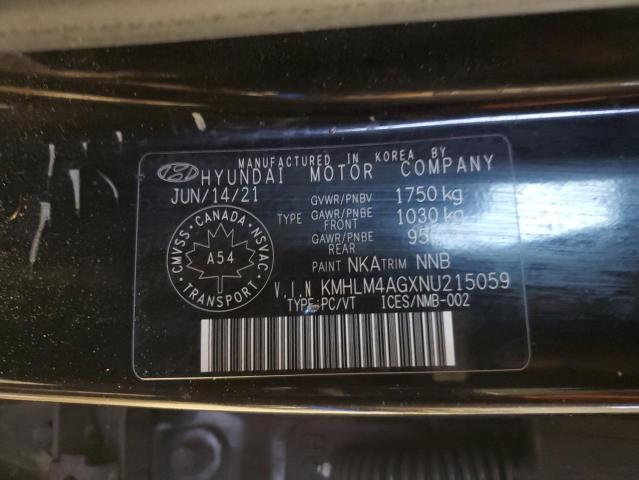 MANUFACTURED IN KOREA BY
HYUNDAI MOTOR COMPANY
JUN/14/21
GVWR/PNBV 1750 kg
TYPE GAWR/PNBE FRONT 1030 kg
GAWR/PNBE REAR
PAINT NKA TRIM NNB
CMVSS · CANADA · NSVAC
A54
TRANSPORT
V.I.N KMHLM4AGXNU215059
TYPE:PC/VT ICES/NMB-002